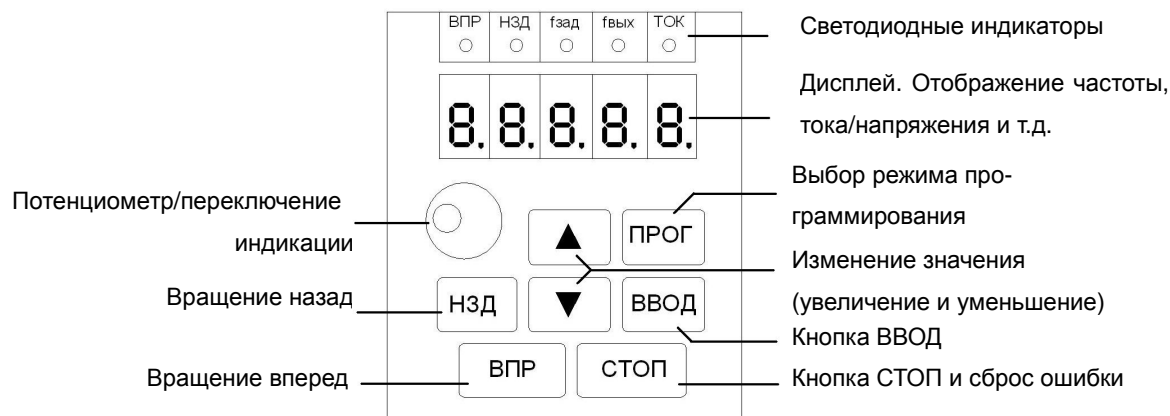 ВПР НЗД fзад fвых ТОК
Светодиодные индикаторы
8. 8. 8. 8. 8.
Дисплей. Отображение частоты,
тока/напряжения и т.д.
Выбор режима про-
граммирования
Потенциометр/переключение
индикации
ПРОГ
Изменение значения
(увеличение и уменьшение)
Вращение назад
НЗД
ВВОД
Кнопка ВВОД
Вращение вперед
ВПР
СТОП
Кнопка СТОП и сброс ошибки